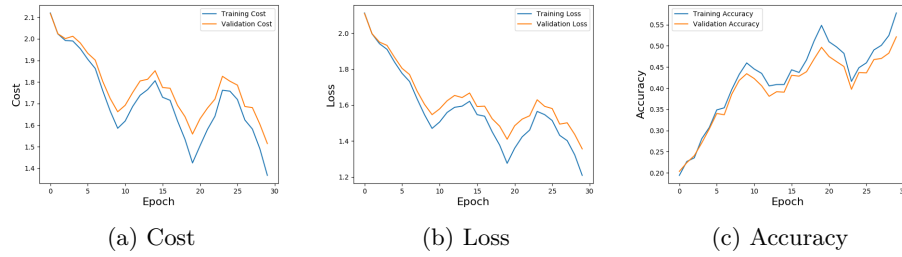 Training Cost
Validation Cost
2.1
2.0
1.9
1.8
1.7
1.6
1.5
1.4
Cost
0 5 10 15 20 25 30
Epoch
(a) Cost
Training Loss
Validation Loss
2.0
1.8
1.6
1.4
1.2
Loss
0 5 10 15 20 25 30
Epoch
(b) Loss
Training Accuracy
Validation Accuracy
0.55
0.50
0.45
0.40
0.35
0.30
0.25
0.20
Accuracy
0 5 10 15 20 25 30
Epoch
(c) Accuracy